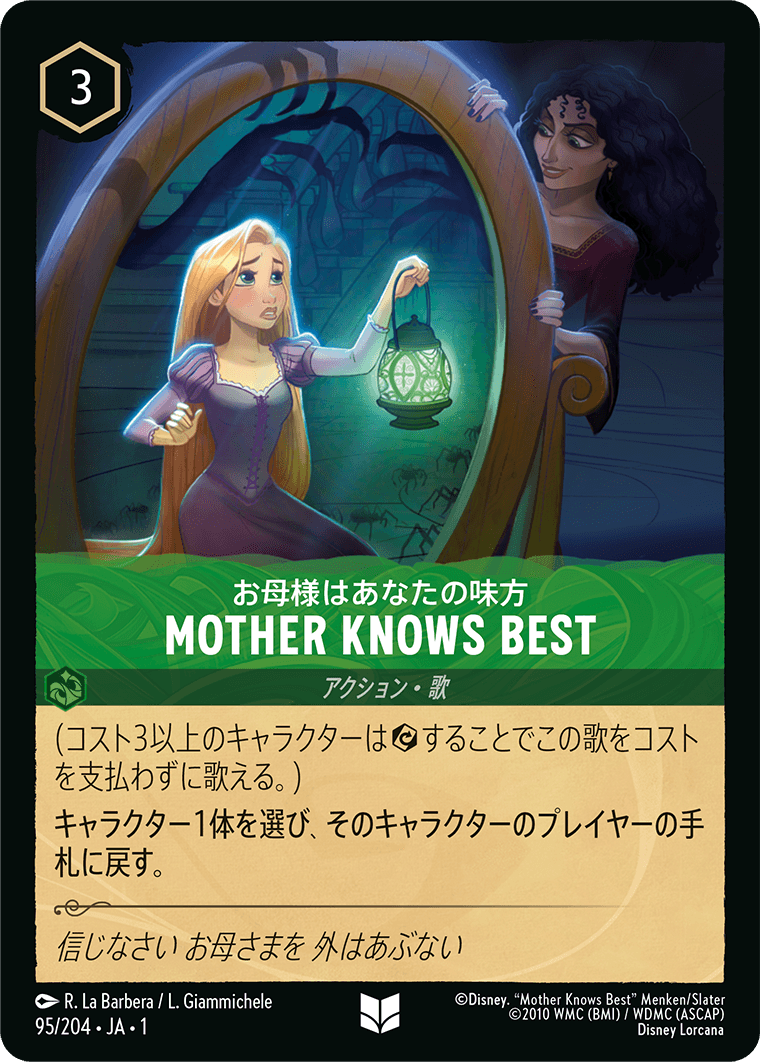 3
お母様はあなたの味方
MOTHER KNOWS BEST
アクション・歌
(コスト3以上のキャラクターはすることでこの歌をコスト
を支払わずに歌える。)
キャラクター1体を選び、そのキャラクターのプレイヤーの手
札に戻す。
信じなさい お母さまを 外はあぶない
R. La Barbera / L. Giammichele
95/204・JA・1
©Disney. “Mother Knows Best” Menken/Slater
©2010 WMC (BMI) / WDMC (ASCAP)
Disney Lorcana